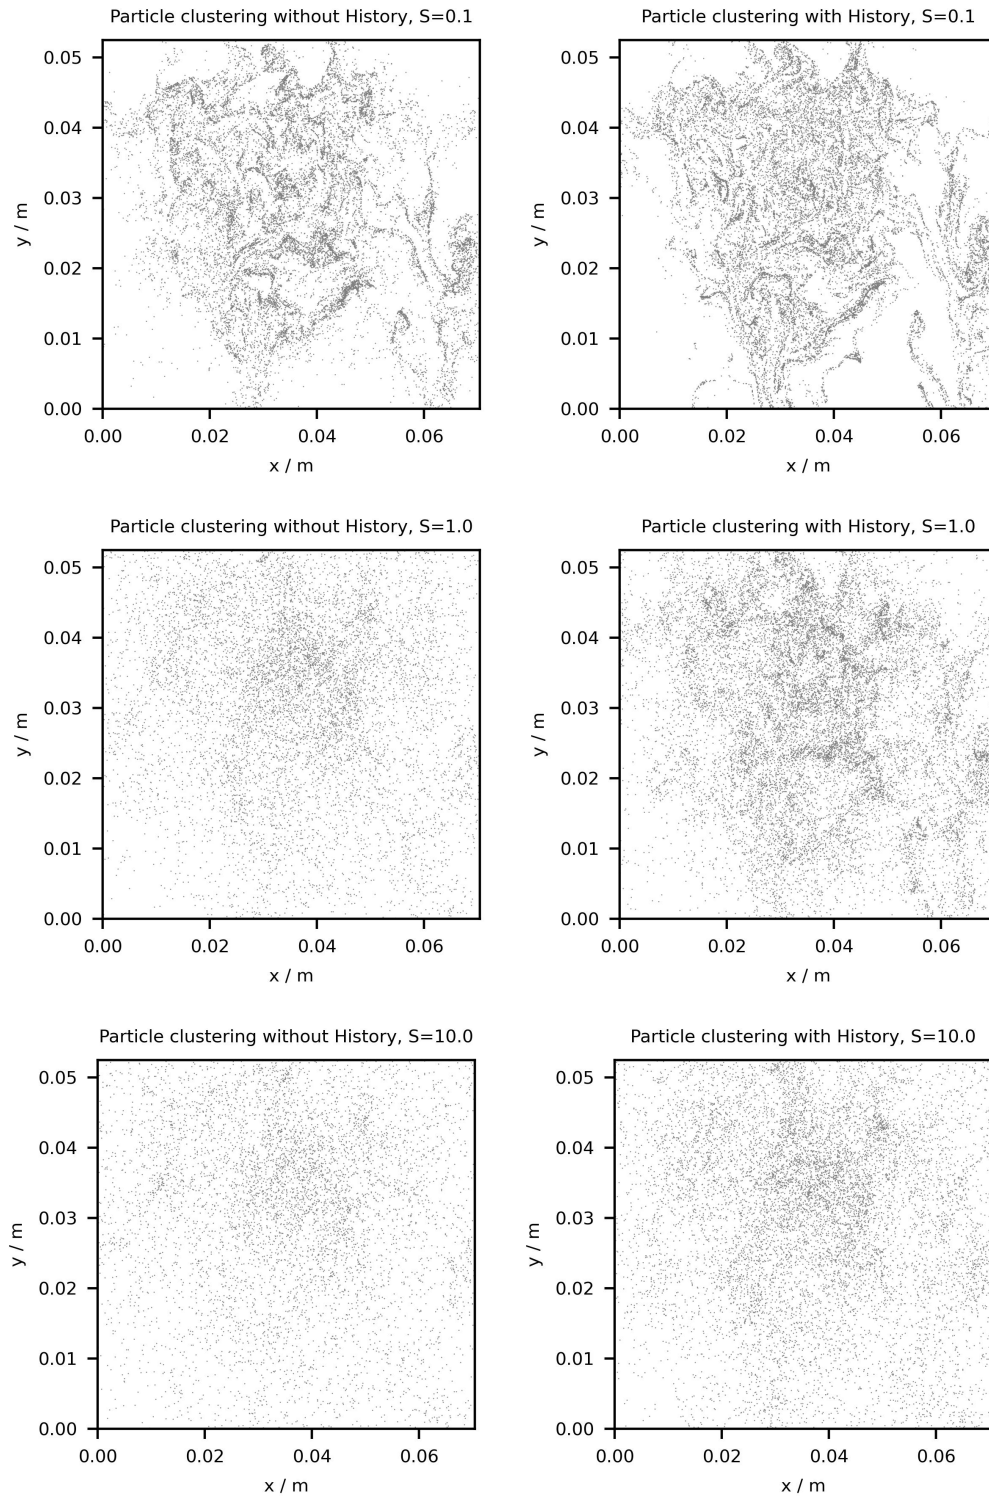 Particle clustering without History, S=0.1
0.05
0.04
0.03
0.02
0.01
0.00
y / m
0.00 0.02 0.04 0.06
x / m
Particle clustering with History, S=0.1
0.05
0.04
0.03
0.02
0.01
0.00
y / m
0.00 0.02 0.04 0.06
x / m
Particle clustering without History, S=1.0
0.05
0.04
0.03
0.02
0.01
0.00
y / m
0.00 0.02 0.04 0.06
x / m
Particle clustering with History, S=1.0
0.05
0.04
0.03
0.02
0.01
0.00
y / m
0.00 0.02 0.04 0.06
x / m
Particle clustering without History, S=10.0
0.05
0.04
0.03
0.02
0.01
0.00
y / m
0.00 0.02 0.04 0.06
x / m
Particle clustering with History, S=10.0
0.05
0.04
0.03
0.02
0.01
0.00
y / m
0.00 0.02 0.04 0.06
x / m